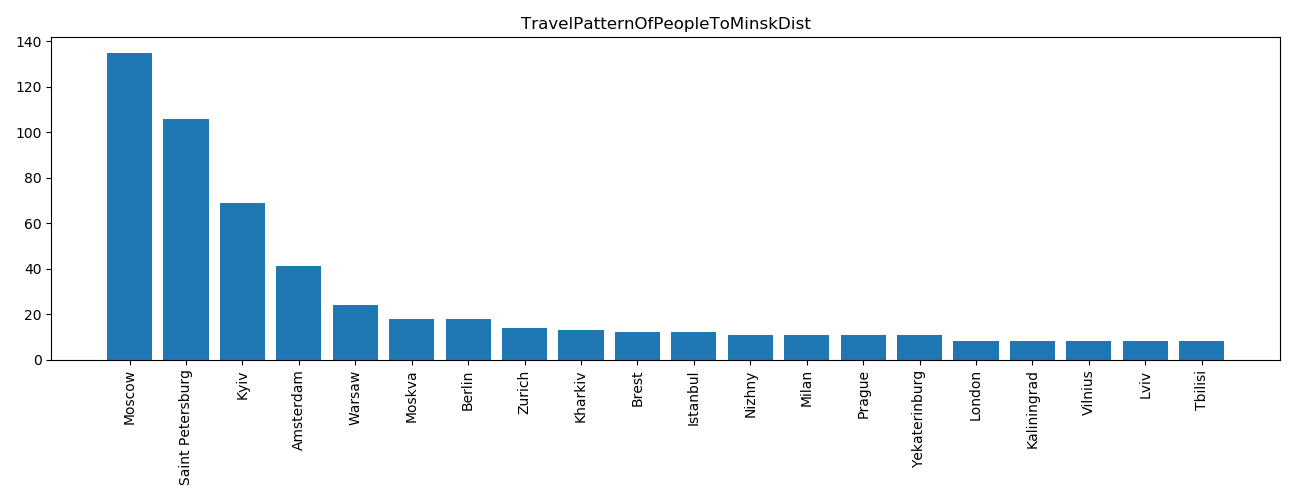 TravelPatternOfPeopleToMinskDist
140
120
100
80
60
40
20
0
Moscow
Saint Petersburg
Kyiv
Amsterdam
Warsaw
Moskva
Berlin
Zurich
Kharkiv
Brest
Istanbul
Nizhny
Milan
Prague
Yekaterinburg
London
Kaliningrad
Vilnius
Lviv
Tbilisi